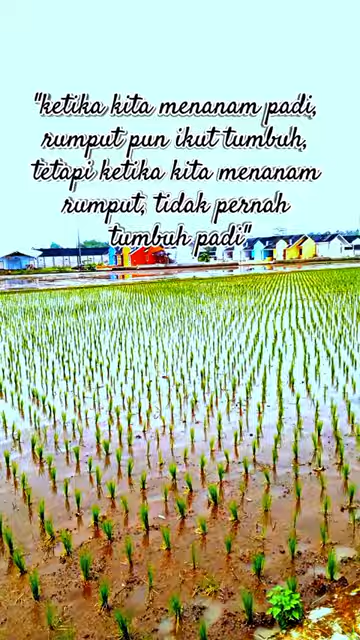 "ketika kita menanam padi,
rumput pun ikut tumbuh,
tetapi ketika kita menanam
rumput, tidak pernah
tumbuh padi"